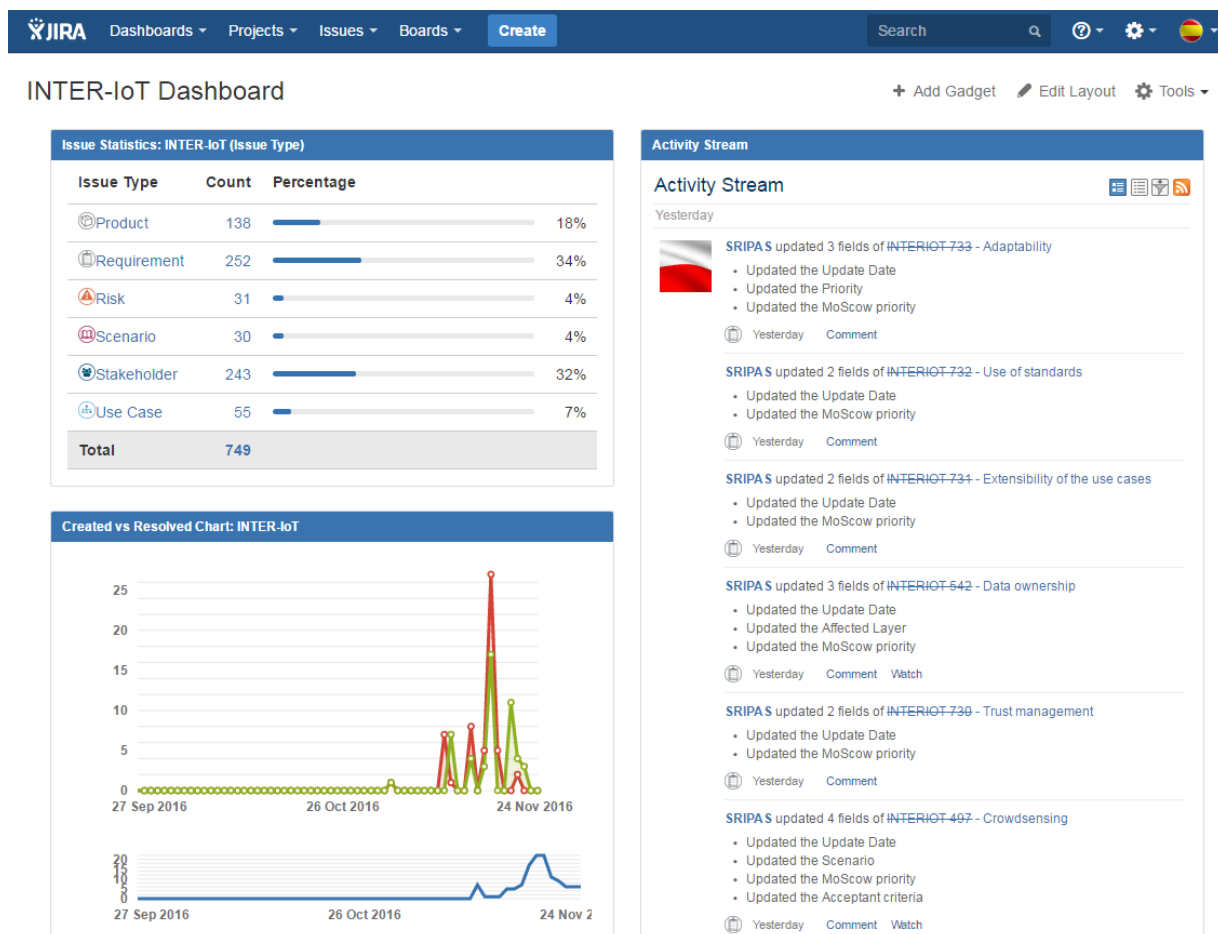 JIRA Dashboards Projects Issues Boards Create Search
INTER-IoT Dashboard
Add Gadget Edit Layout Tools
Issue Statistics: INTER-IoT (Issue Type)
Issue Type Count Percentage
Product 138 18%
Requirement 252 34%
Risk 31 4%
Scenario 30 4%
Stakeholder 243 32%
Use Case 55 7%
Total 749
Created vs Resolved Chart: INTER-IoT
25
20
15
10
5
0
27 Sep 2016 26 Oct 2016 24 Nov 2016
20
15
10
5
0
27 Sep 2016 26 Oct 2016 24 Nov 2
Activity Stream
Activity Stream
Yesterday
SRIPAS updated 3 fields of INTERIOT-733 - Adaptability
• Updated the Update Date
• Updated the Priority
• Updated the MoScow priority
Yesterday Comment
SRIPAS updated 2 fields of INTERIOT-732 - Use of standards
• Updated the Update Date
• Updated the MoScow priority
Yesterday Comment
SRIPAS updated 2 fields of INTERIOT-731 - Extensibility of the use cases
• Updated the Update Date
• Updated the MoScow priority
Yesterday Comment
SRIPAS updated 3 fields of INTERIOT-542 - Data ownership
• Updated the Update Date
• Updated the Affected Layer
• Updated the MoScow priority
Yesterday Comment Watch
SRIPAS updated 2 fields of INTERIOT-730 - Trust management
• Updated the Update Date
• Updated the MoScow priority
Yesterday Comment
SRIPAS updated 4 fields of INTERIOT-497 - Crowdsensing
• Updated the Update Date
• Updated the Scenario
• Updated the MoScow priority
• Updated the Acceptant criteria
Yesterday Comment Watch